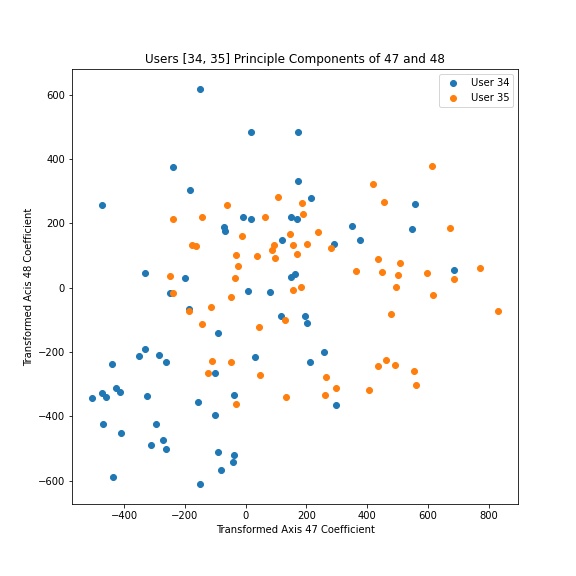 Users [34, 35] Principle Components of 47 and 48
User 34
User 35
600
400
200
0
−200
−400
−600
Transformed Acis 48 Coefficient
−400 −200 0 200 400 600 800
Transformed Axis 47 Coefficient